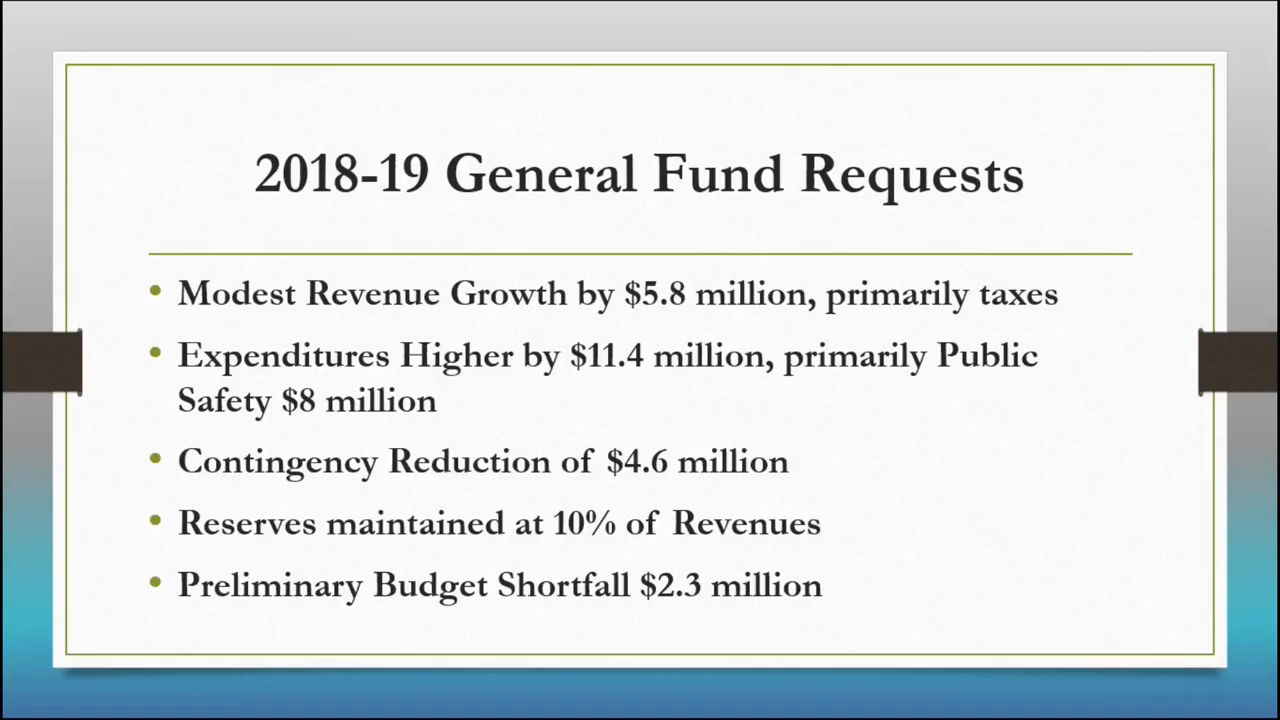 2018-19 General Fund Requests
• Modest Revenue Growth by $5.8 million, primarily taxes
• Expenditures Higher by $11.4 million, primarily Public
Safety $8 million
• Contingency Reduction of $4.6 million
• Reserves maintained at 10% of Revenues
• Preliminary Budget Shortfall $2.3 million